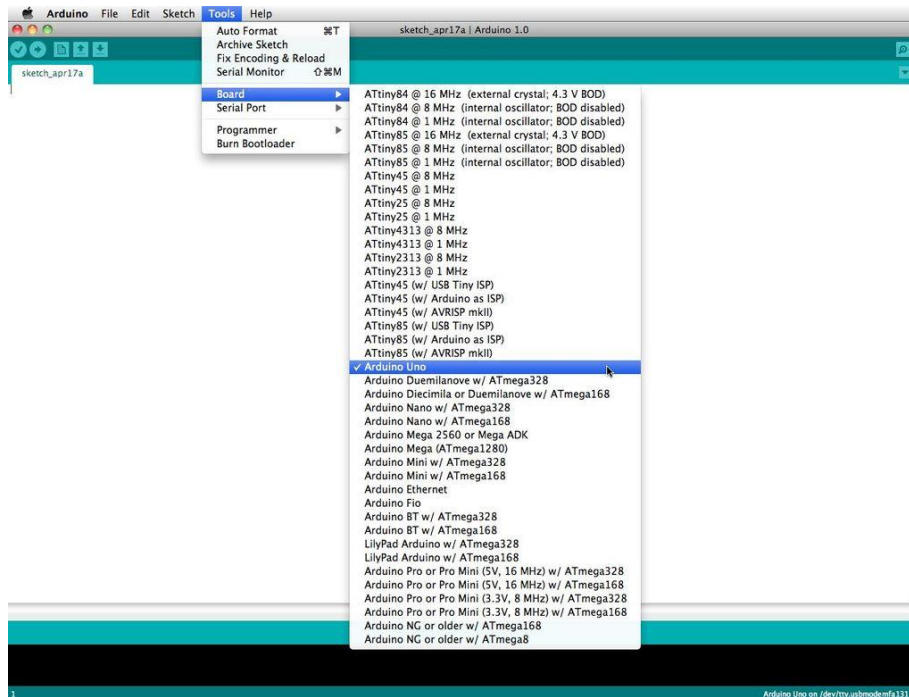 Arduino File Edit Sketch Tools Help
sketch_apr17a | Arduino 1.0
sketch_apr17a
Auto Format ⌘T
Archive Sketch
Fix Encoding & Reload
Serial Monitor ⇧⌘M
Board
Serial Port
Programmer
Burn Bootloader
ATtiny84 @ 16 MHz (external crystal; 4.3 V BOD)
ATtiny84 @ 8 MHz (internal oscillator; BOD disabled)
ATtiny84 @ 1 MHz (internal oscillator; BOD disabled)
ATtiny85 @ 16 MHz (external crystal; 4.3 V BOD)
ATtiny85 @ 8 MHz (internal oscillator; BOD disabled)
ATtiny85 @ 1 MHz (internal oscillator; BOD disabled)
ATtiny45 @ 8 MHz
ATtiny45 @ 1 MHz
ATtiny25 @ 8 MHz
ATtiny25 @ 1 MHz
ATtiny4313 @ 8 MHz
ATtiny4313 @ 1 MHz
ATtiny2313 @ 8 MHz
ATtiny2313 @ 1 MHz
ATtiny45 (w/ USB Tiny ISP)
ATtiny45 (w/ Arduino as ISP)
ATtiny45 (w/ AVRISP mkII)
ATtiny85 (w/ USB Tiny ISP)
ATtiny85 (w/ Arduino as ISP)
ATtiny85 (w/ AVRISP mkII)
✓ Arduino Uno
Arduino Duemilanove w/ ATmega328
Arduino Diecimila or Duemilanove w/ ATmega168
Arduino Nano w/ ATmega328
Arduino Nano w/ ATmega168
Arduino Mega 2560 or Mega ADK
Arduino Mega (ATmega1280)
Arduino Mini w/ ATmega328
Arduino Mini w/ ATmega168
Arduino Ethernet
Arduino Fio
Arduino BT w/ ATmega328
Arduino BT w/ ATmega168
LilyPad Arduino w/ ATmega328
LilyPad Arduino w/ ATmega168
Arduino Pro or Pro Mini (5V, 16 MHz) w/ ATmega328
Arduino Pro or Pro Mini (5V, 16 MHz) w/ ATmega168
Arduino Pro or Pro Mini (3.3V, 8 MHz) w/ ATmega328
Arduino Pro or Pro Mini (3.3V, 8 MHz) w/ ATmega168
Arduino NG or older w/ ATmega168
Arduino NG or older w/ ATmega8
1 Arduino Uno on /dev/tty.usbmodemfa131